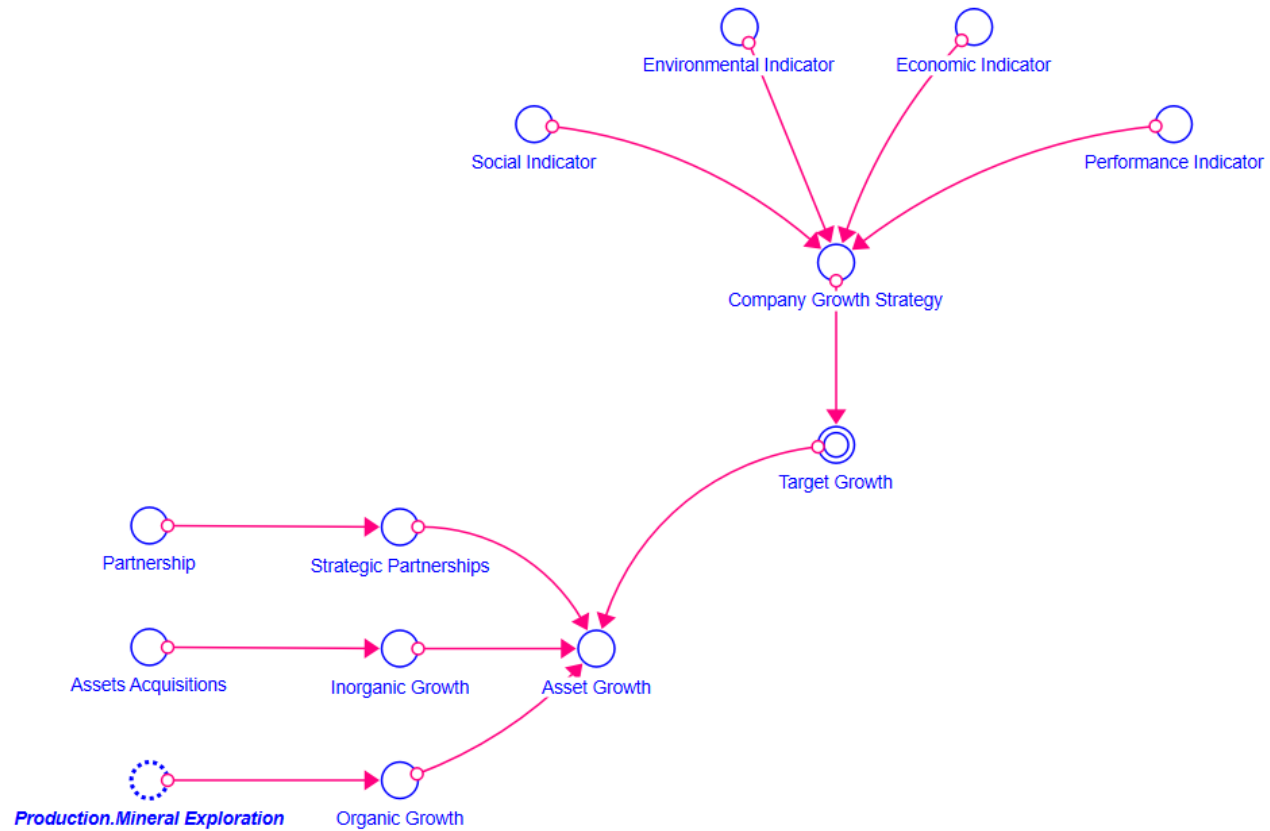 Environmental Indicator
Economic Indicator
Social Indicator
Performance Indicator
Company Growth Strategy
Target Growth
Partnership
Strategic Partnerships
Assets Acquisitions
Inorganic Growth
Asset Growth
Production.Mineral Exploration
Organic Growth